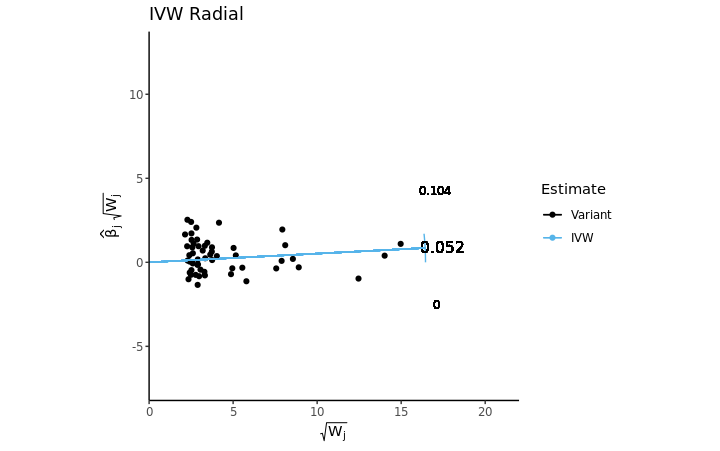 IVW Radial
10
5
0
-5
β̂j √Wj
0.104
0.052
0
Estimate
Variant
IVW
0 5 10 15 20
√Wj